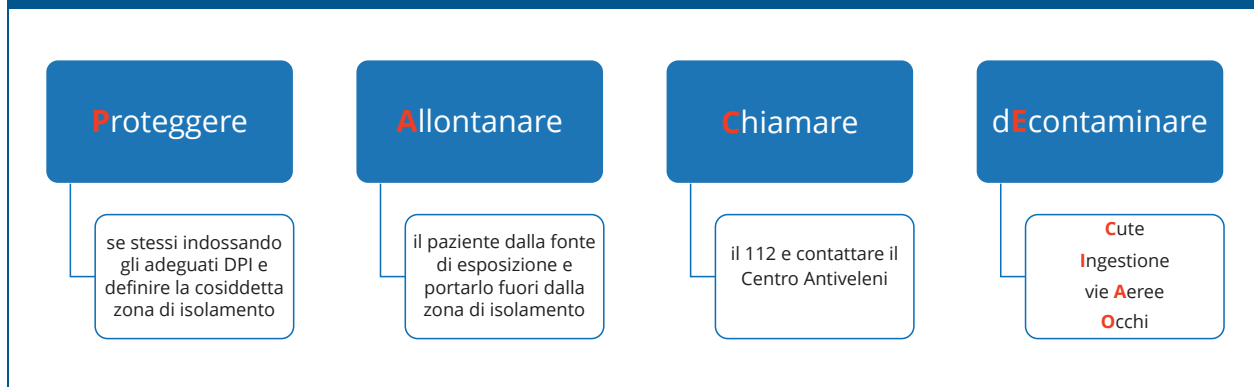 Proteggere
se stessi indossando
gli adeguati DPI e
definire la cosiddetta
zona di isolamento
Allontanare
il paziente dalla fonte
di esposizione e
portarlo fuori dalla
zona di isolamento
Chiamare
il 112 e contattare il
Centro Antiveleni
dEcontaminare
Cute
Ingestione
vie Aeree
Occhi